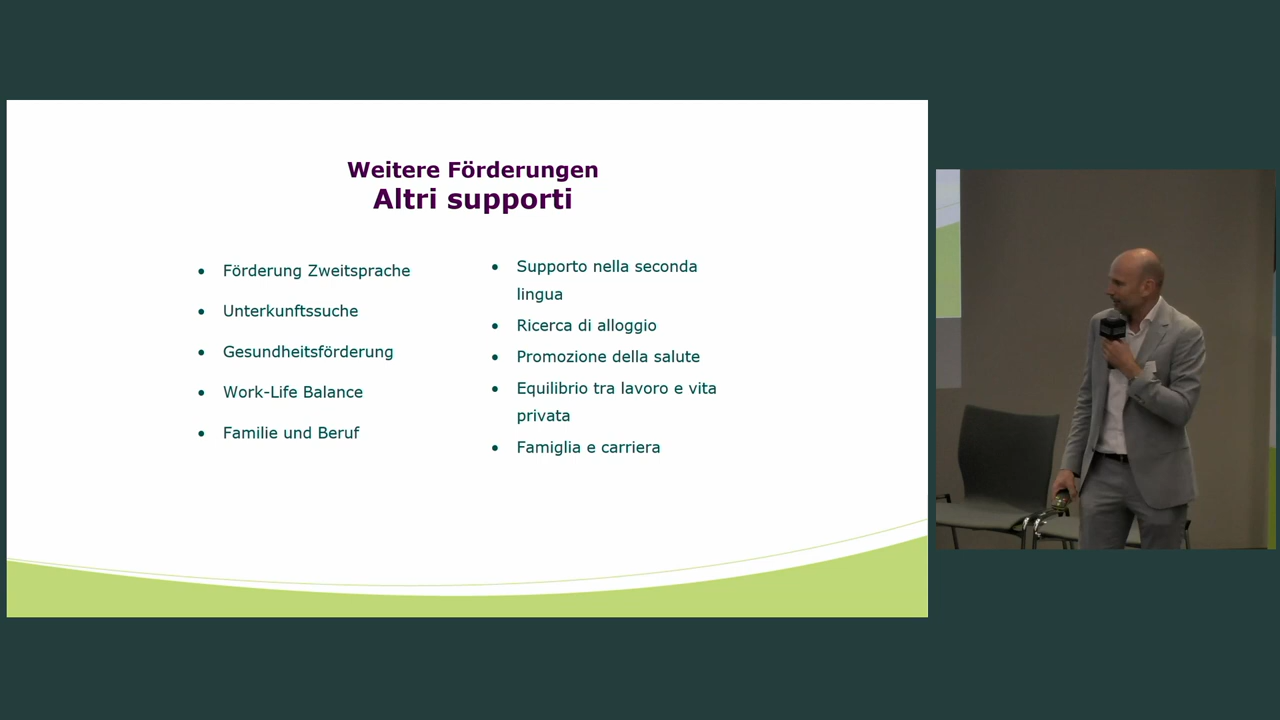 Weitere Förderungen
Altri supporti
• Förderung Zweitsprache
• Unterkunftssuche
• Gesundheitsförderung
• Work-Life Balance
• Familie und Beruf
• Supporto nella seconda
lingua
• Ricerca di alloggio
• Promozione della salute
• Equilibrio tra lavoro e vita
privata
• Famiglia e carriera